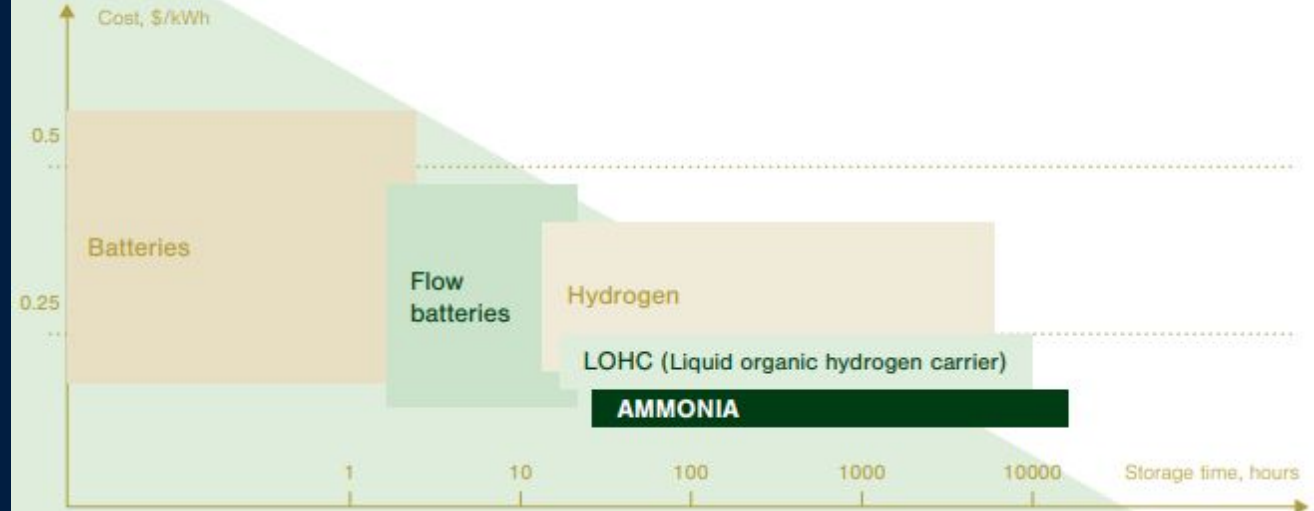 Cost, $/kWh
0.5
Batteries
Flow
batteries
0.25
Hydrogen
LOHC (Liquid organic hydrogen carrier)
AMMONIA
1 10 100 1000 10000 Storage time, hours